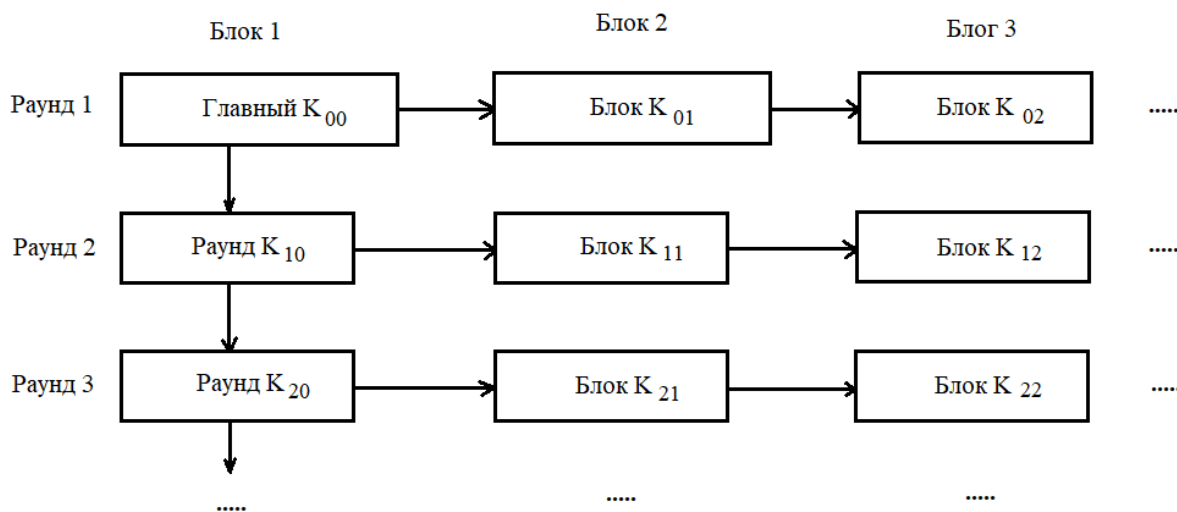 Блок 1 Блок 2 Блог 3
Раунд 1 Главный K 00 Блок K 01 Блок K 02 .....
Раунд 2 Раунд K 10 Блок K 11 Блок K 12 .....
Раунд 3 Раунд K 20 Блок K 21 Блок K 22 .....
..... ..... .....